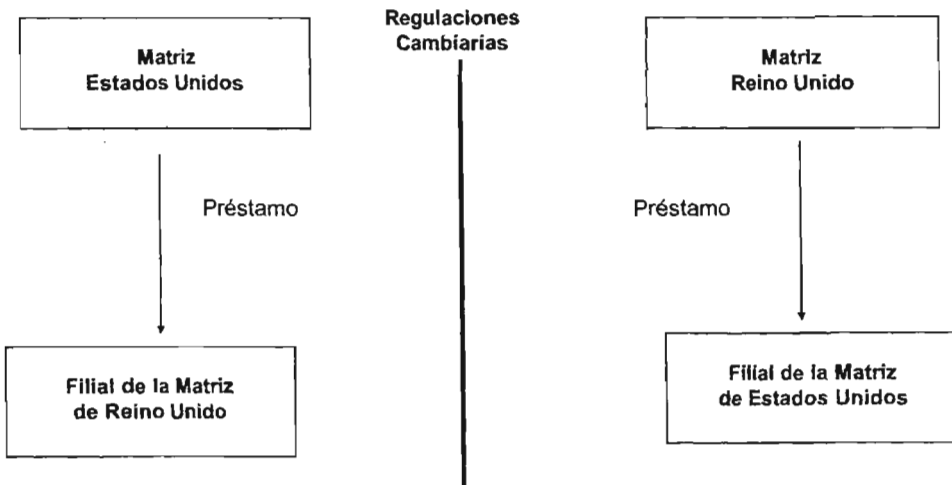 Regulaciones
Cambiarias
Matriz
Estados Unidos
Matriz
Reino Unido
Préstamo
Préstamo
Filial de la Matriz
de Reino Unido
Filial de la Matriz
de Estados Unidos